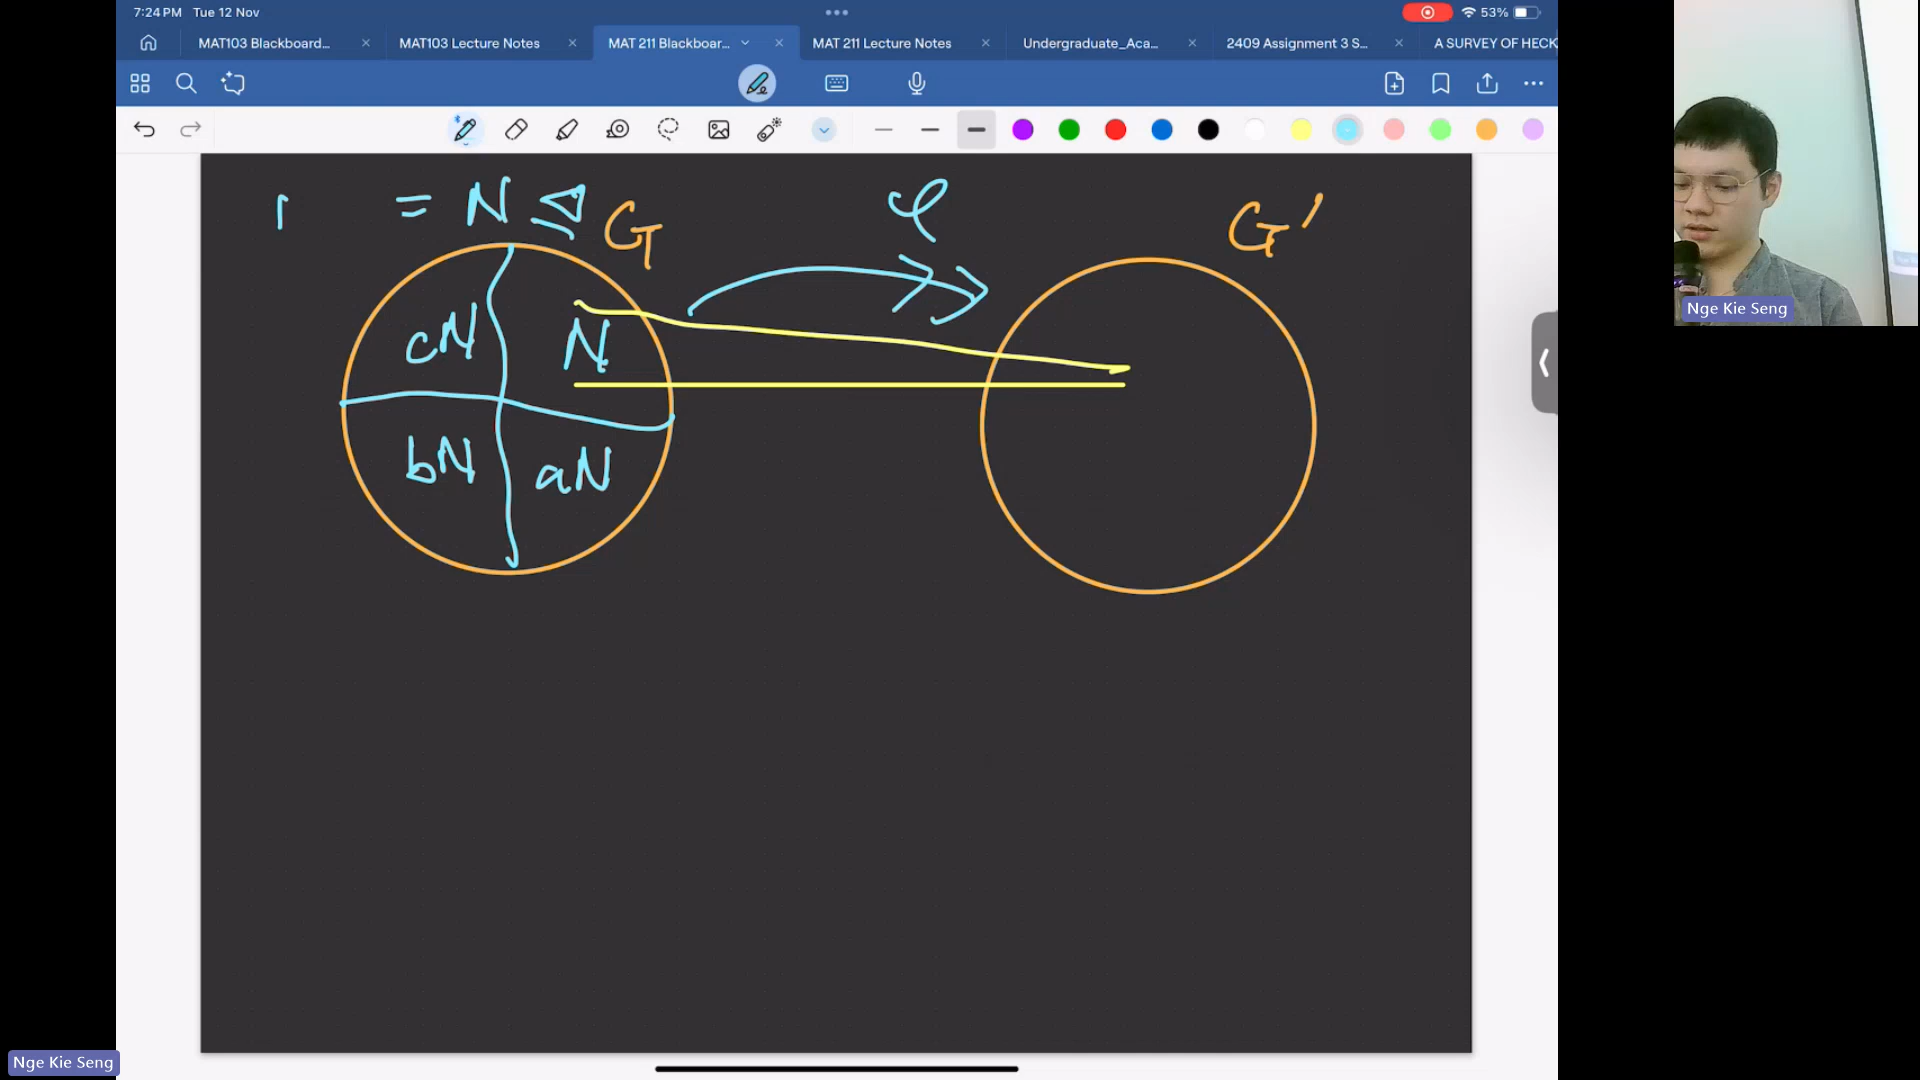 7:24 PM Tue 12 Nov
53%
MAT103 Blackboard...
MAT103 Lecture Notes
MAT 211 Blackboar...
MAT 211 Lecture Notes
Undergraduate_Aca...
2409 Assignment 3 S...
A SURVEY OF HECK
= N ⊴ G
φ
G'
cN
N
bN
aN
Nge Kie Seng
Nge Kie Seng